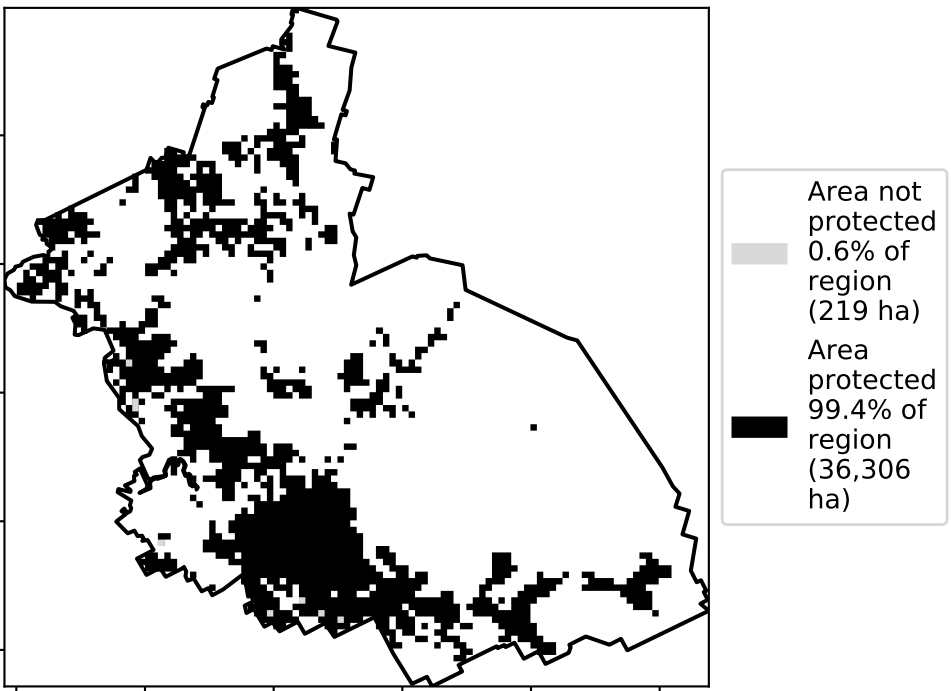 Area not
protected
0.6% of
region
(219 ha)
Area
protected
99.4% of
region
(36,306
ha)